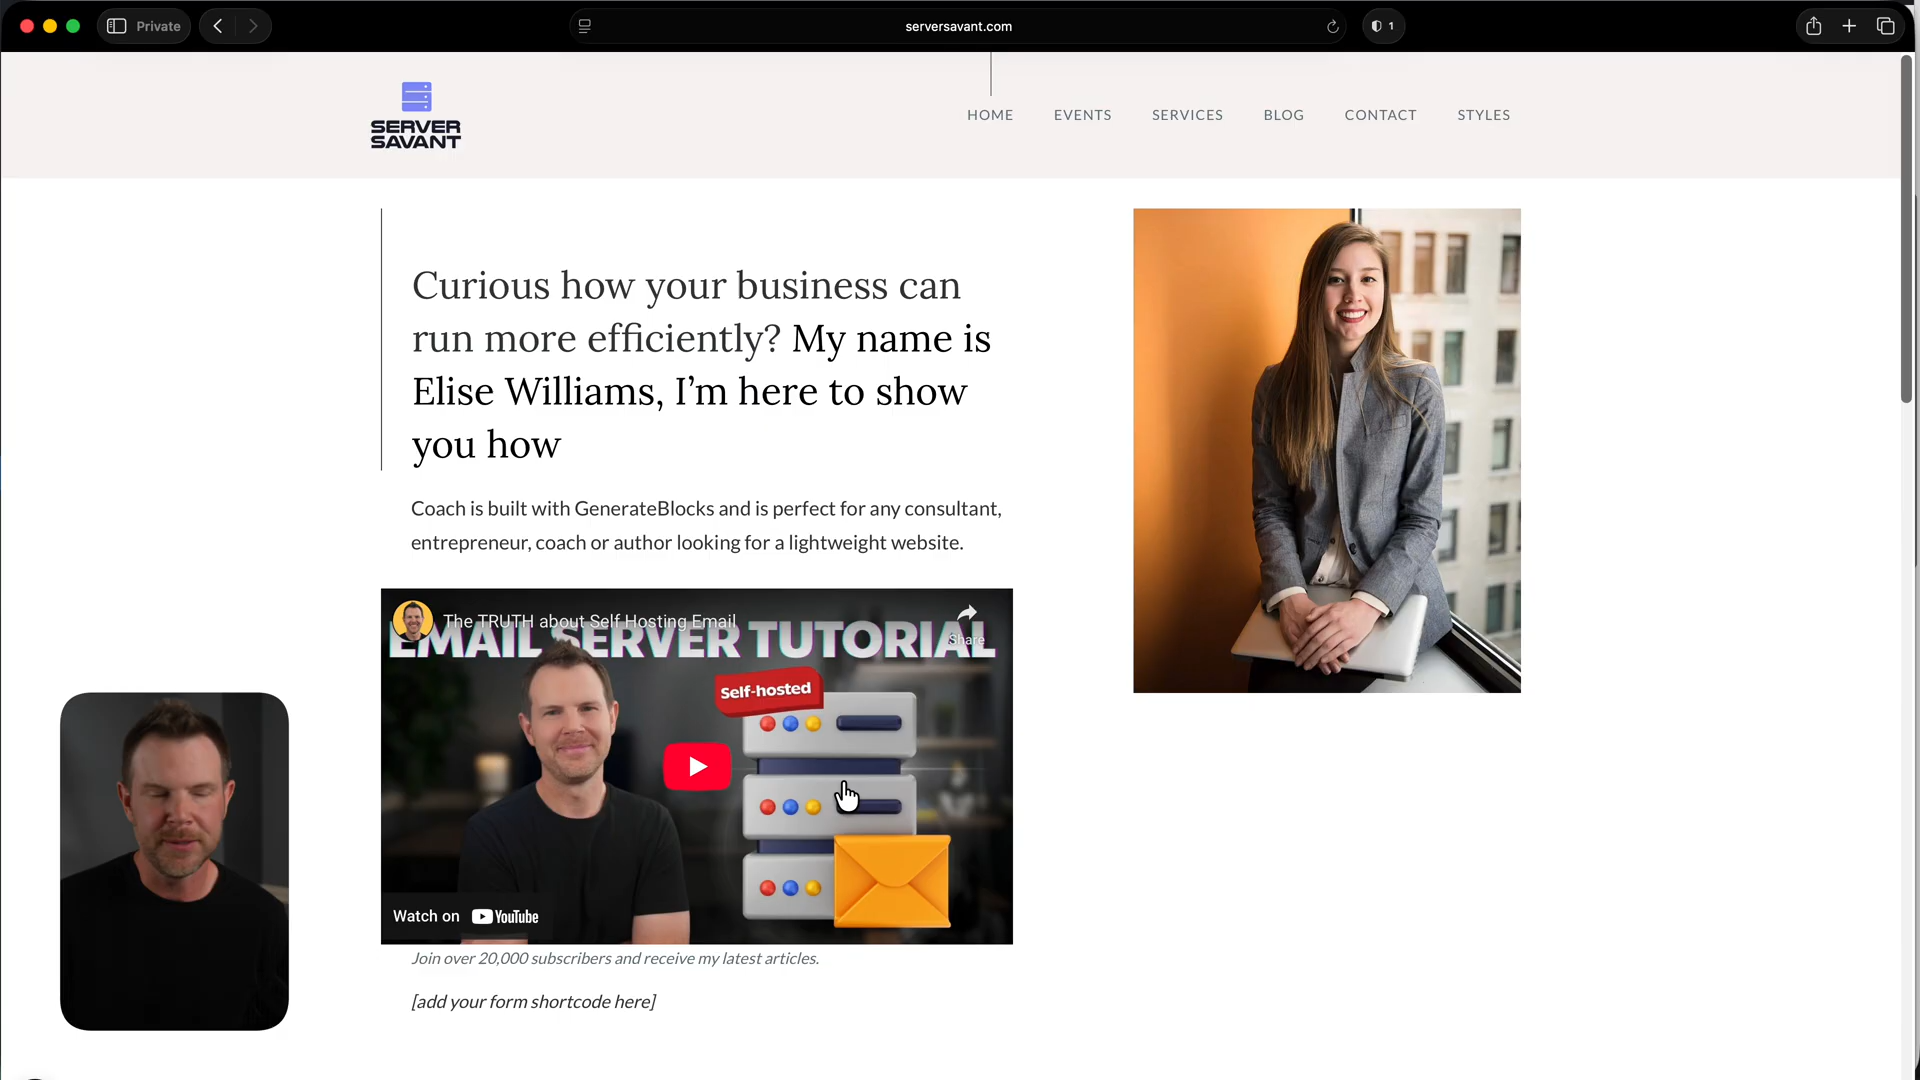 Private
serversavant.com
1
SERVER
SAVANT
HOME
EVENTS
SERVICES
BLOG
CONTACT
STYLES
Curious how your business can
run more efficiently? My name is
Elise Williams, I’m here to show
you how
Coach is built with GenerateBlocks and is perfect for any consultant,
entrepreneur, coach or author looking for a lightweight website.
The TRUTH about Self Hosting Email
Share
EMAIL SERVER TUTORIAL
Self-hosted
Watch on YouTube
Join over 20,000 subscribers and receive my latest articles.
[add your form shortcode here]